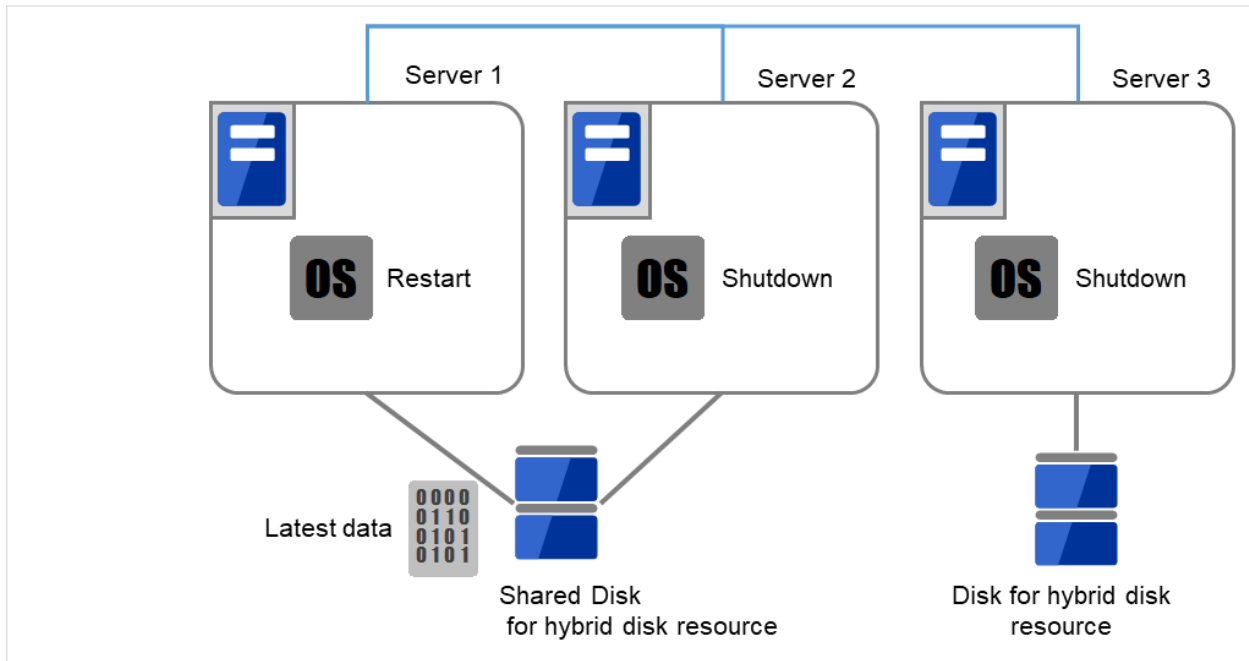 Server 1
Server 2
Server 3
OS
Restart
OS
Shutdown
OS
Shutdown
Latest data
0000
0110
0101
0101
Shared Disk
for hybrid disk resource
Disk for hybrid disk
resource